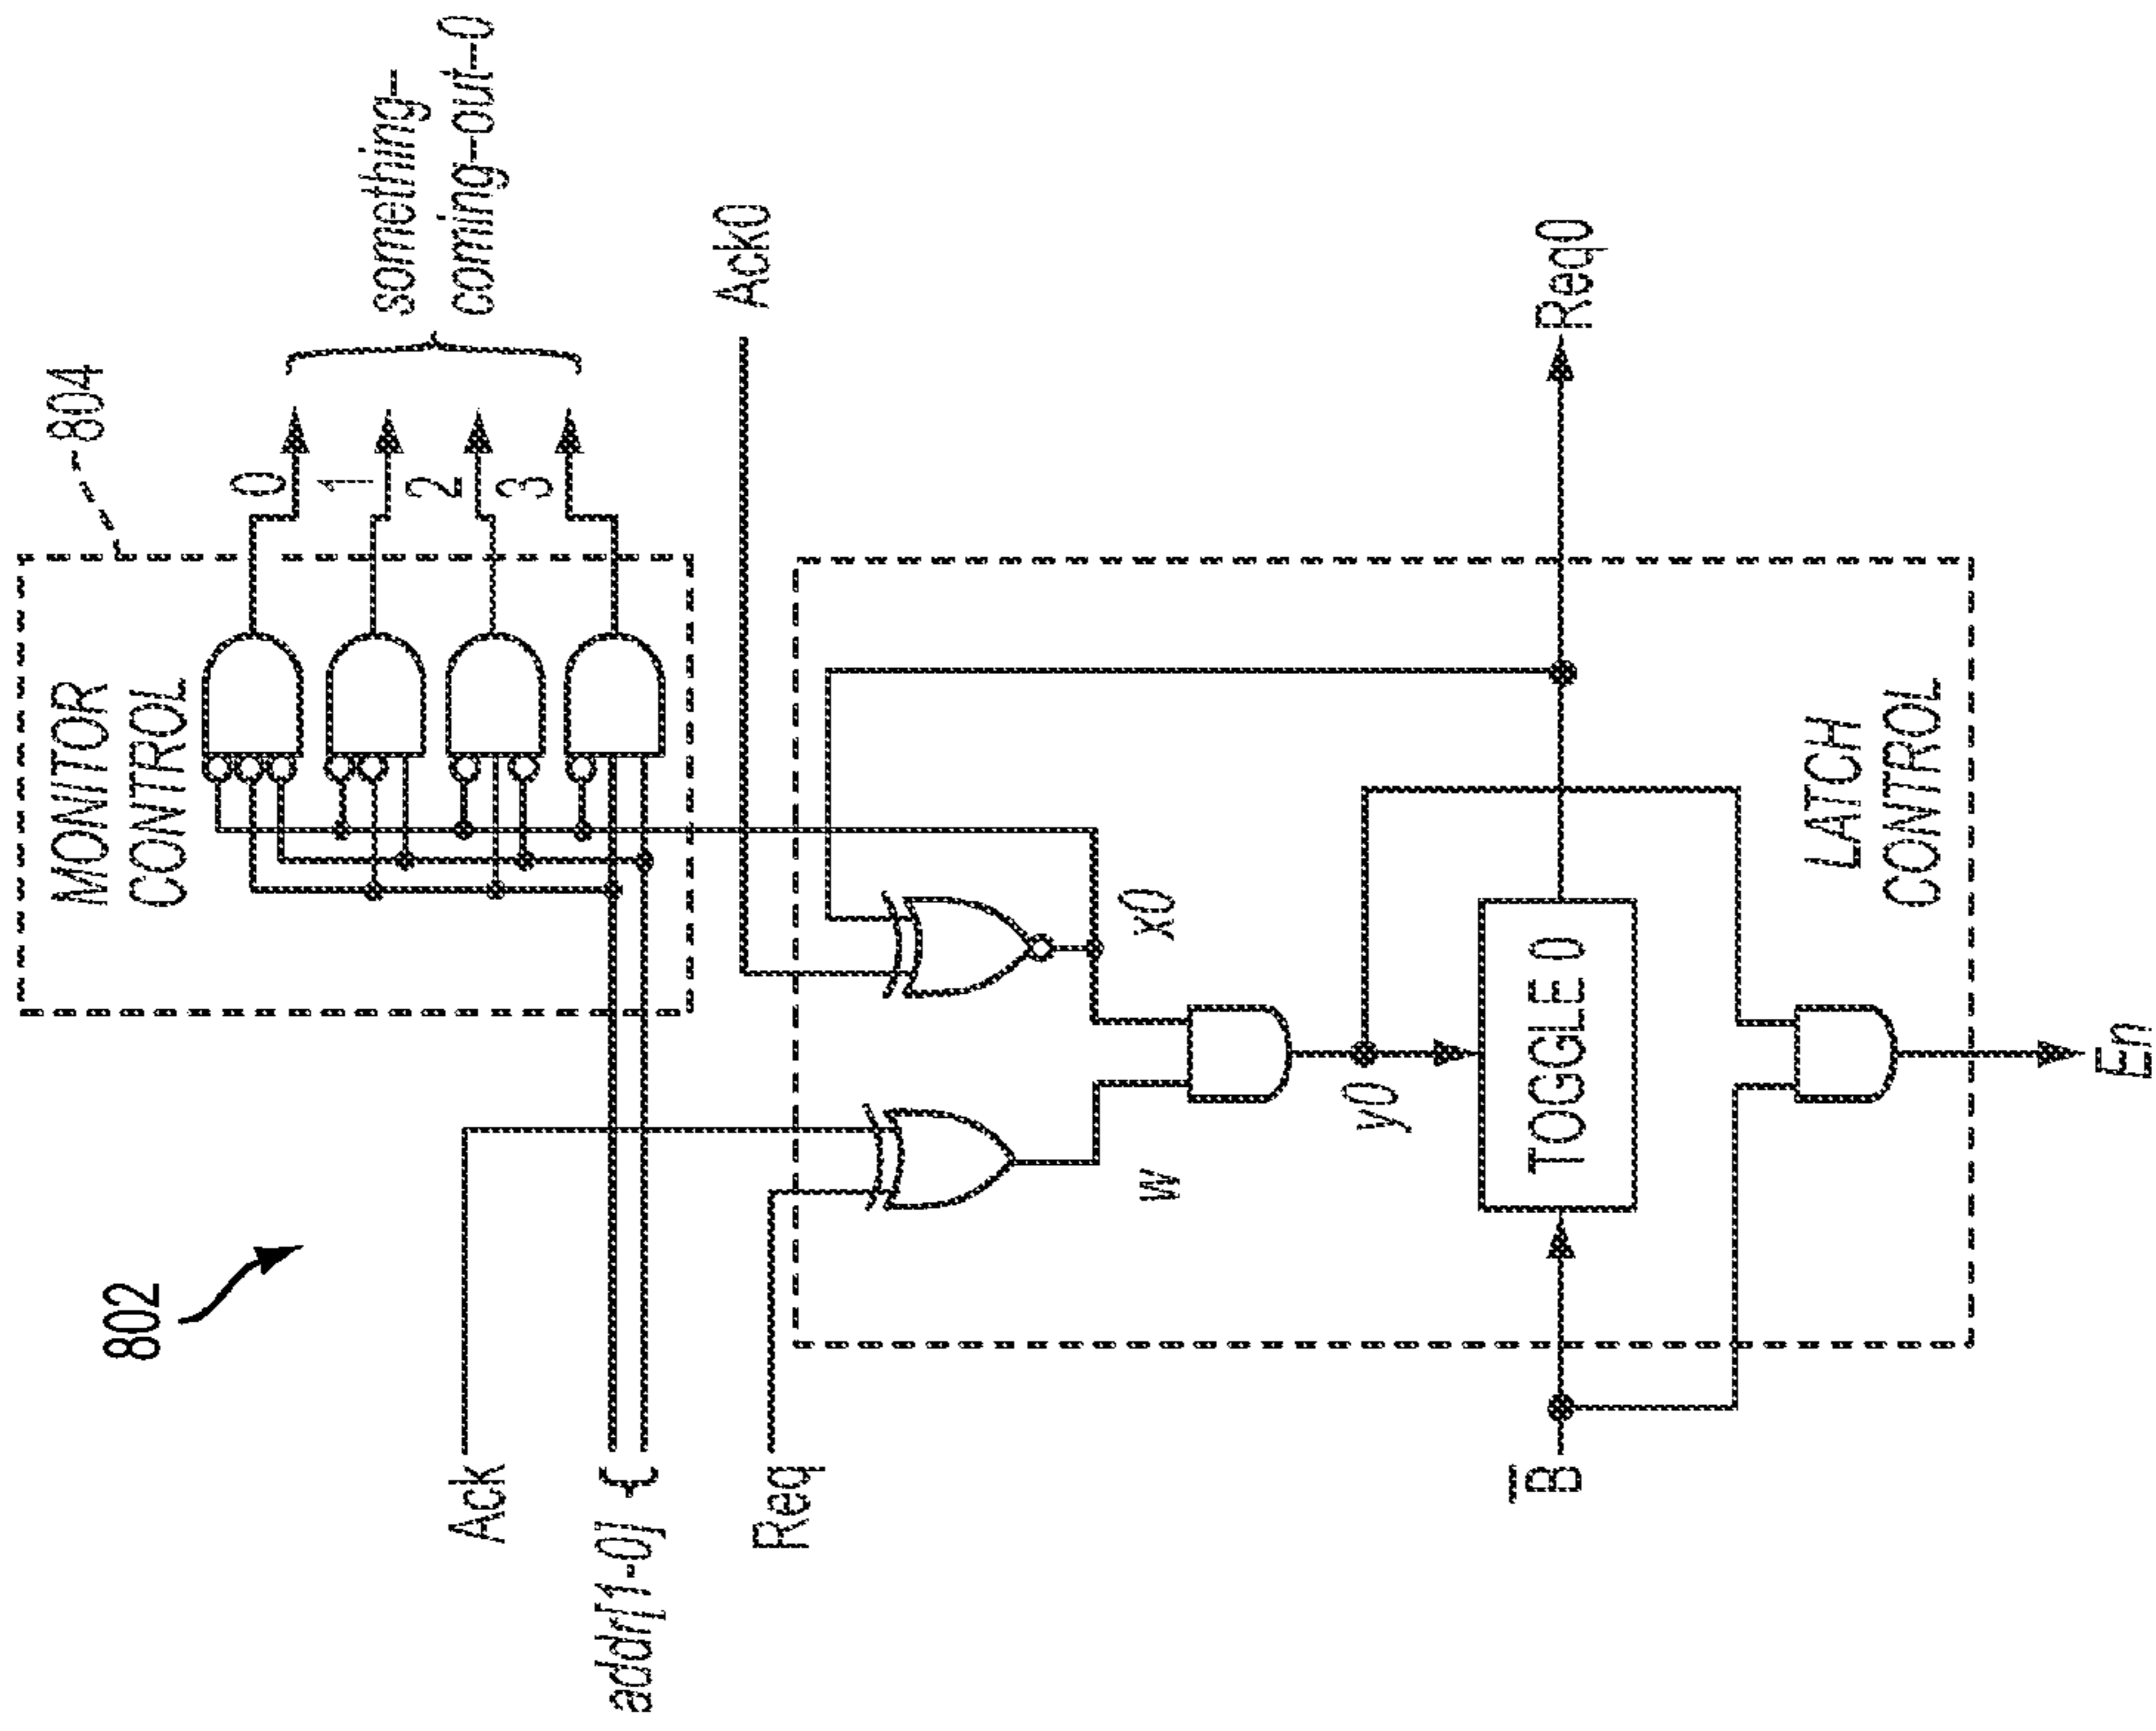 802
804
MONITOR
CONTROL
0
1
2
3
something-
coming-out-0
Ack
addr[1-0]
Req
Ack0
x0
w
y0
TOGGLE 0
Req0
B̅
LATCH
CONTROL
En